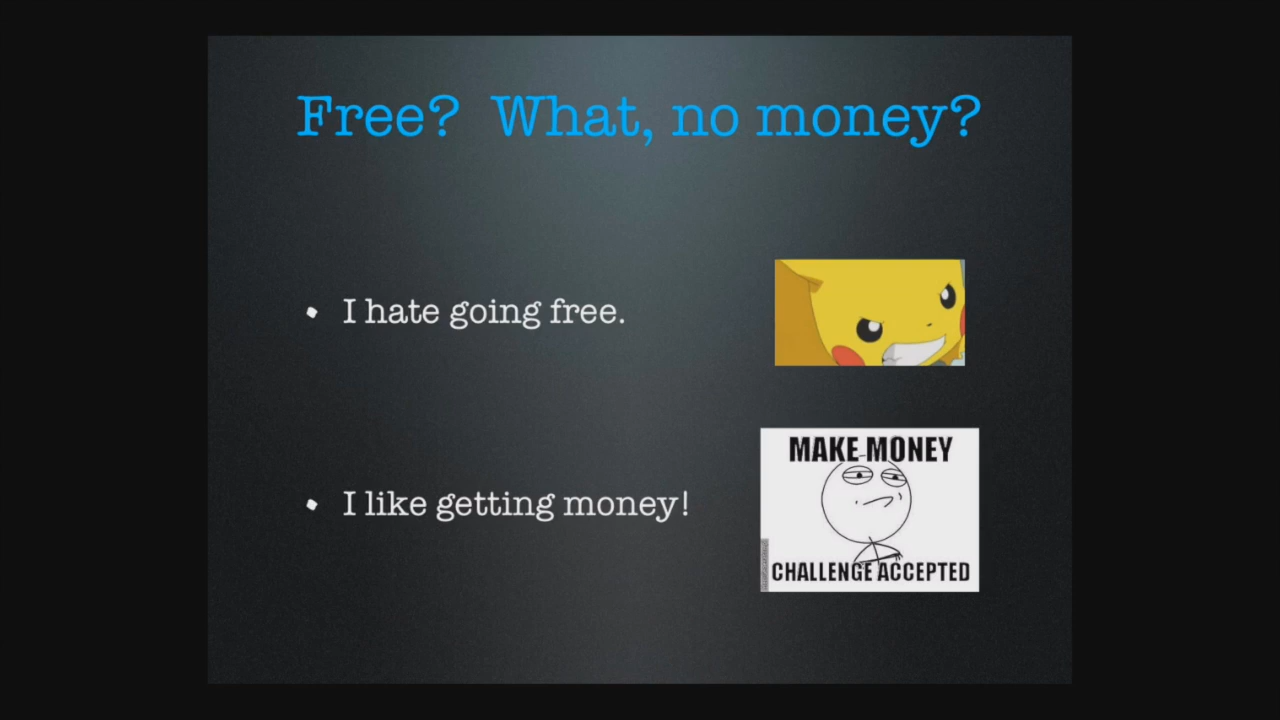 Free?  What, no money?
• I hate going free.
• I like getting money!
MAKE MONEY
CHALLENGE ACCEPTED